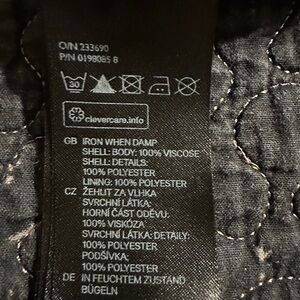 O/N 233690
P/N 0198085 8
30
clevercare.info
GB IRON WHEN DAMP
SHELL: BODY: 100% VISCOSE
SHELL: DETAILS:
100% POLYESTER
LINING: 100% POLYESTER
CZ ŽEHLIT ZA VLHKA
SVRCHNÍ LÁTKA:
HORNÍ ČÁST ODĚVU:
100% VISKÓZA
SVRCHNÍ LÁTKA: DETAILY:
100% POLYESTER
PODŠÍVKA:
100% POLYESTER
DE IN FEUCHTEM ZUSTAND
BÜGELN